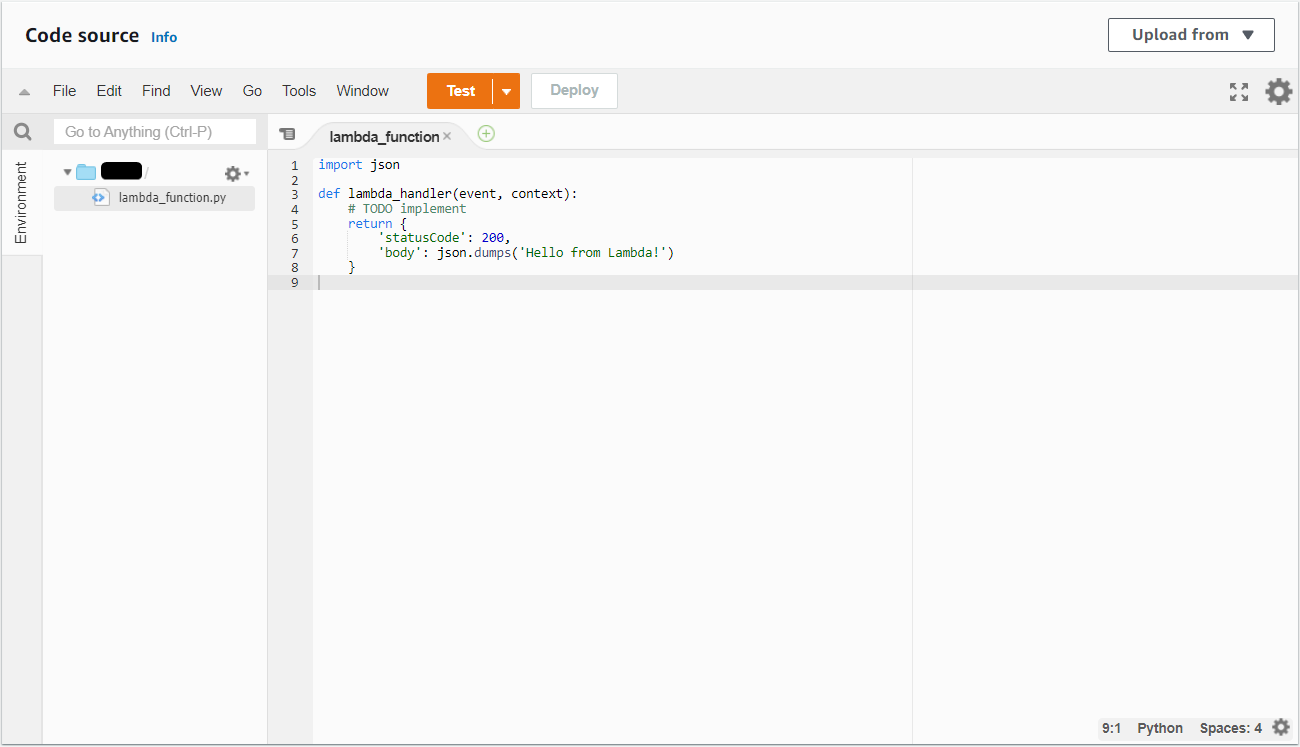 Code source Info
Upload from
File Edit Find View Go Tools Window Test Deploy
Go to Anything (Ctrl-P)
Environment
/
lambda_function.py
lambda_function
1 import json
2
3 def lambda_handler(event, context):
4     # TODO implement
5     return {
6         'statusCode': 200,
7         'body': json.dumps('Hello from Lambda!')
8     }
9
9:1 Python Spaces: 4